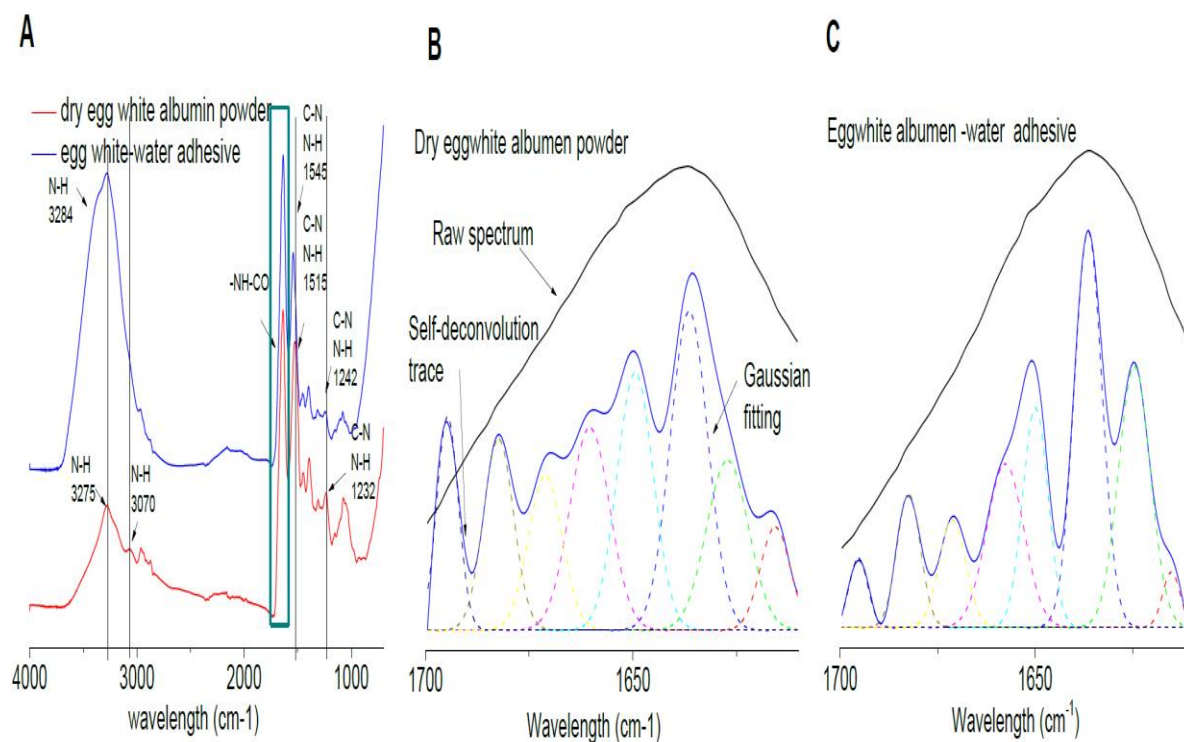 A
dry egg white albumin powder
egg white-water adhesive
N-H
3284
C-N
N-H
1545
C-N
N-H
1515
-NH-CO
C-N
N-H
1242
C-N
N-H
1232
N-H
3275
N-H
3070
4000
3000
2000
1000
wavelength (cm-1)
B
Dry eggwhite albumen powder
Raw spectrum
Self-deconvolution
trace
Gaussian
fitting
1700
1650
Wavelength (cm-1)
C
Eggwhite albumen -water adhesive
1700
1650
Wavelength (cm-1)